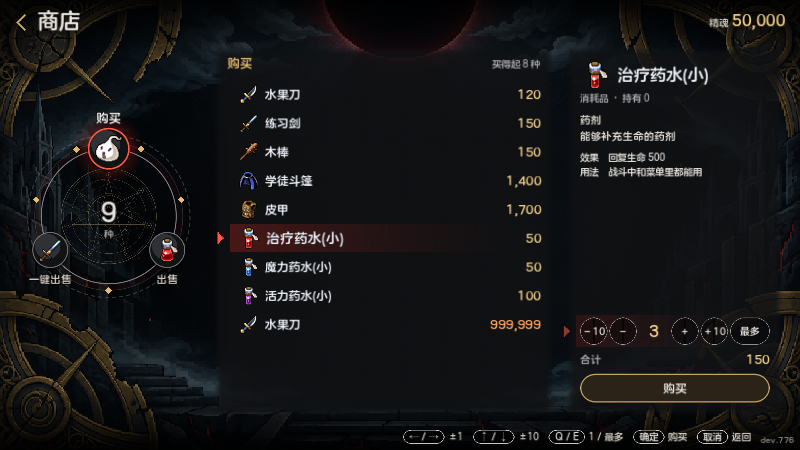 商店
精魂 50,000
购买
9
种
一键出售
出售
购买 买得起 8 种
水果刀 120
练习剑 150
木棒 150
学徒斗篷 1,400
皮甲 1,700
治疗药水(小) 50
魔力药水(小) 50
活力药水(小) 100
水果刀 999,999
治疗药水(小)
消耗品 · 持有 0
药剂
能够补充生命的药剂
效果 回复生命 500
用法 战斗中和菜单里都能用
－10 － 3 ＋ ＋10 最多
合计 150
购买
←/→ ±1 ↑/↓ ±10 Q/E 1/最多 确定 购买 取消 返回 dev.776